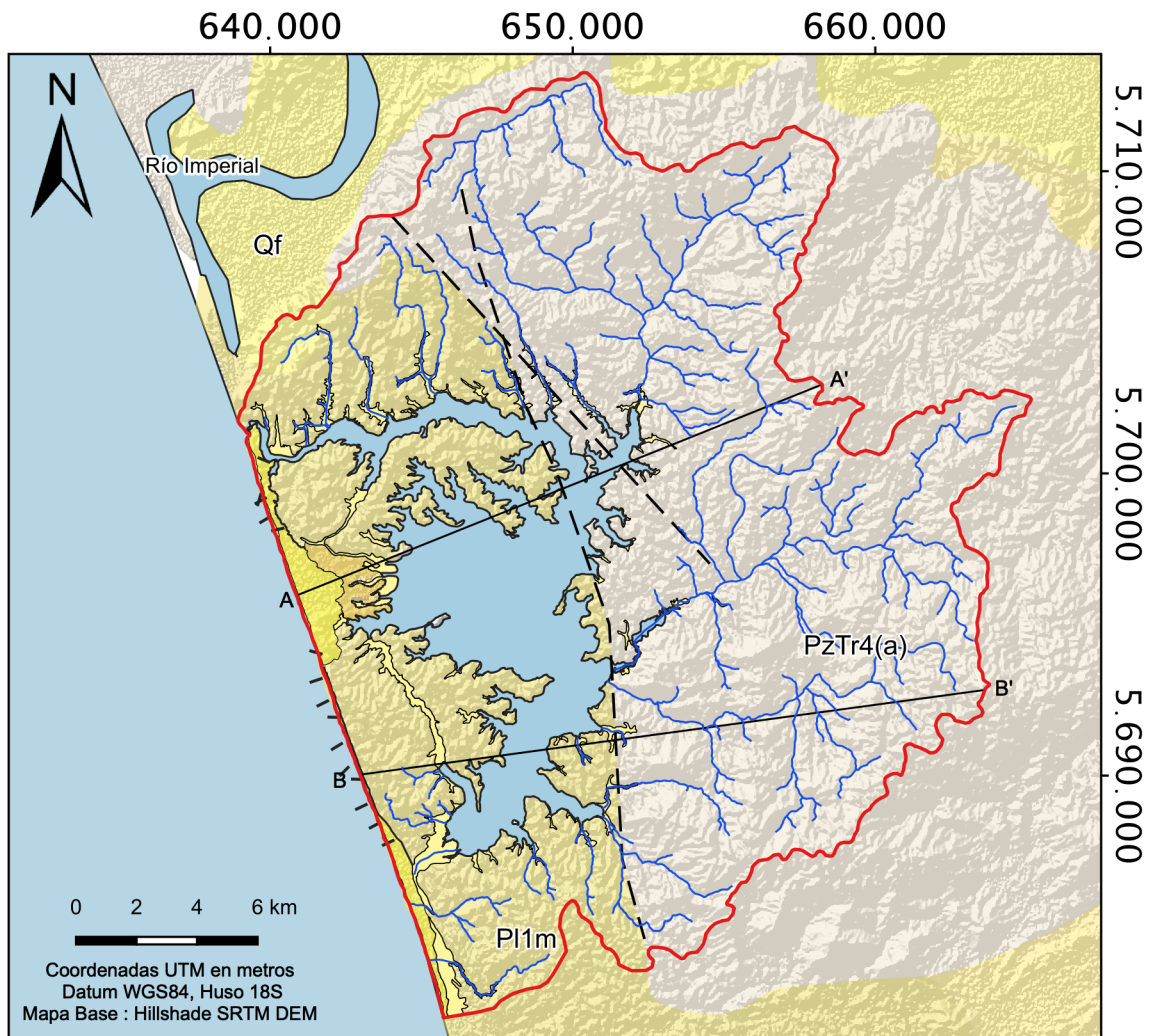 640.000 650.000 660.000
N
5.710.000
Río Imperial
Qf
A'
5.700.000
A
PzTr4(a)
B'
5.690.000
B
Pl1m
0 2 4 6 km
Coordenadas UTM en metros
Datum WGS84, Huso 18S
Mapa Base : Hillshade SRTM DEM